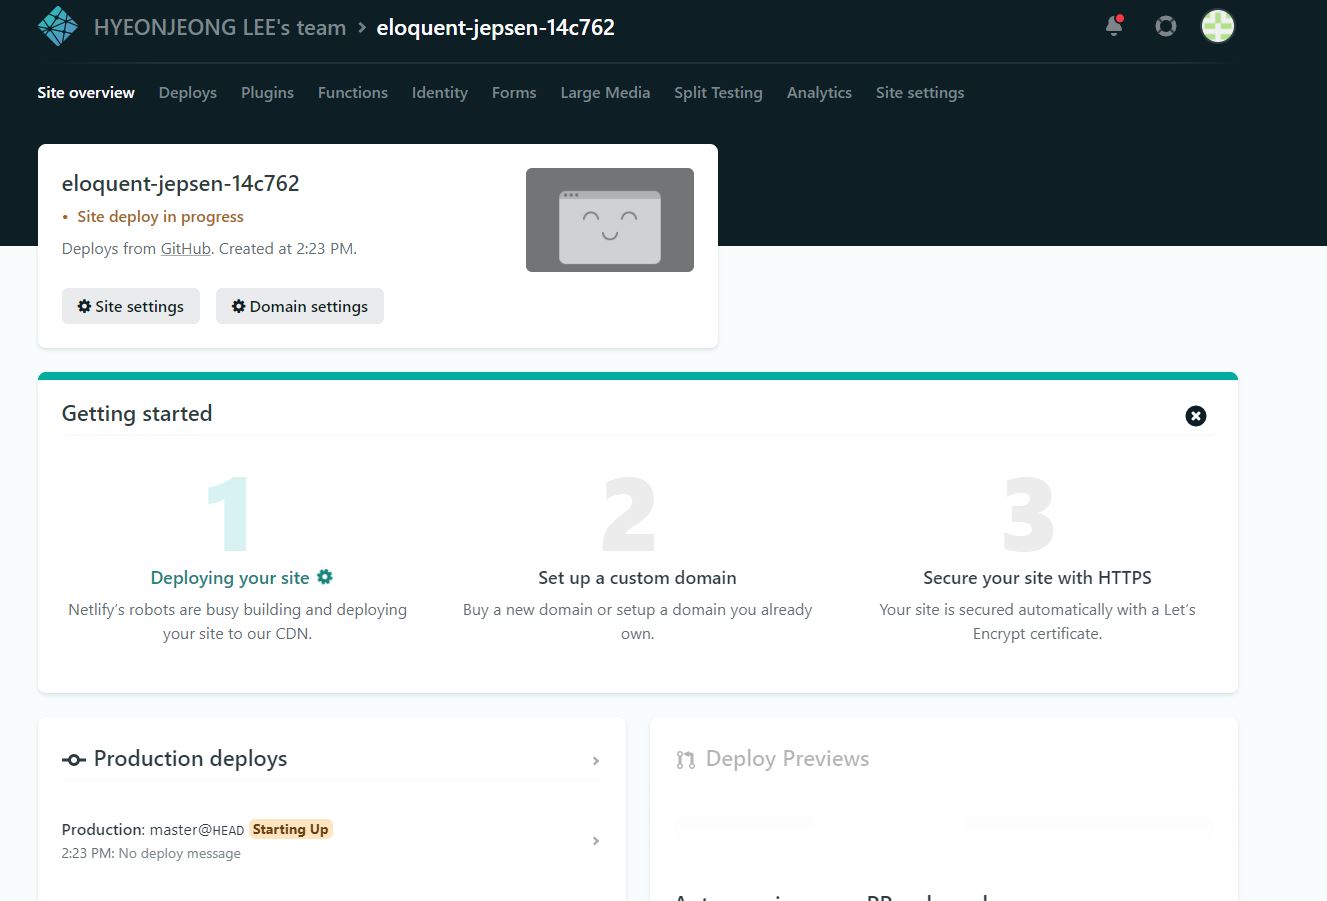 HYEONJEONG LEE's team > eloquent-jepsen-14c762
Site overview Deploys Plugins Functions Identity Forms Large Media Split Testing Analytics Site settings
eloquent-jepsen-14c762
• Site deploy in progress
Deploys from GitHub. Created at 2:23 PM.
Site settings Domain settings
Getting started
1
Deploying your site
Netlify’s robots are busy building and deploying
your site to our CDN.
2
Set up a custom domain
Buy a new domain or setup a domain you already
own.
3
Secure your site with HTTPS
Your site is secured automatically with a Let’s
Encrypt certificate.
Production deploys
Production: master@HEAD Starting Up
2:23 PM: No deploy message
Deploy Previews